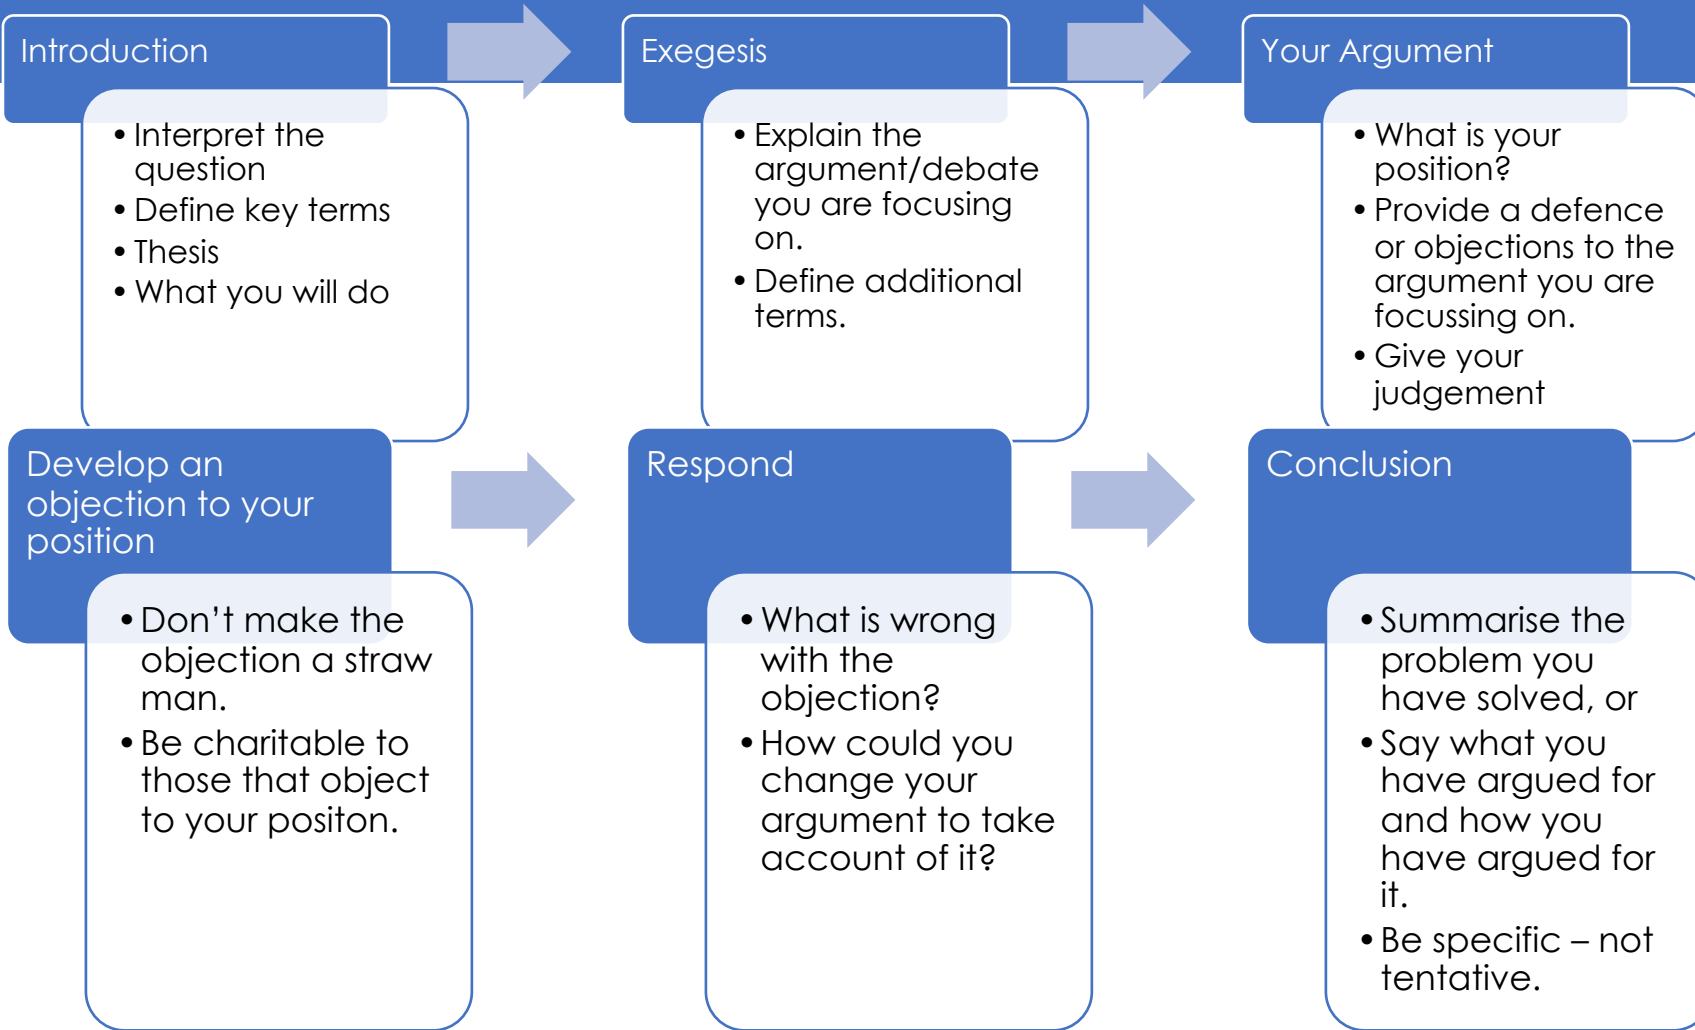 Introduction
• Interpret the
question
• Define key terms
• Thesis
• What you will do
Exegesis
• Explain the
argument/debate
you are focusing
on.
• Define additional
terms.
Your Argument
• What is your
position?
• Provide a defence
or objections to the
argument you are
focussing on.
• Give your
judgement
Develop an
objection to your
position
• Don’t make the
objection a straw
man.
• Be charitable to
those that object
to your positon.
Respond
• What is wrong
with the
objection?
• How could you
change your
argument to take
account of it?
Conclusion
• Summarise the
problem you
have solved, or
• Say what you
have argued for
and how you
have argued for
it.
• Be specific – not
tentative.